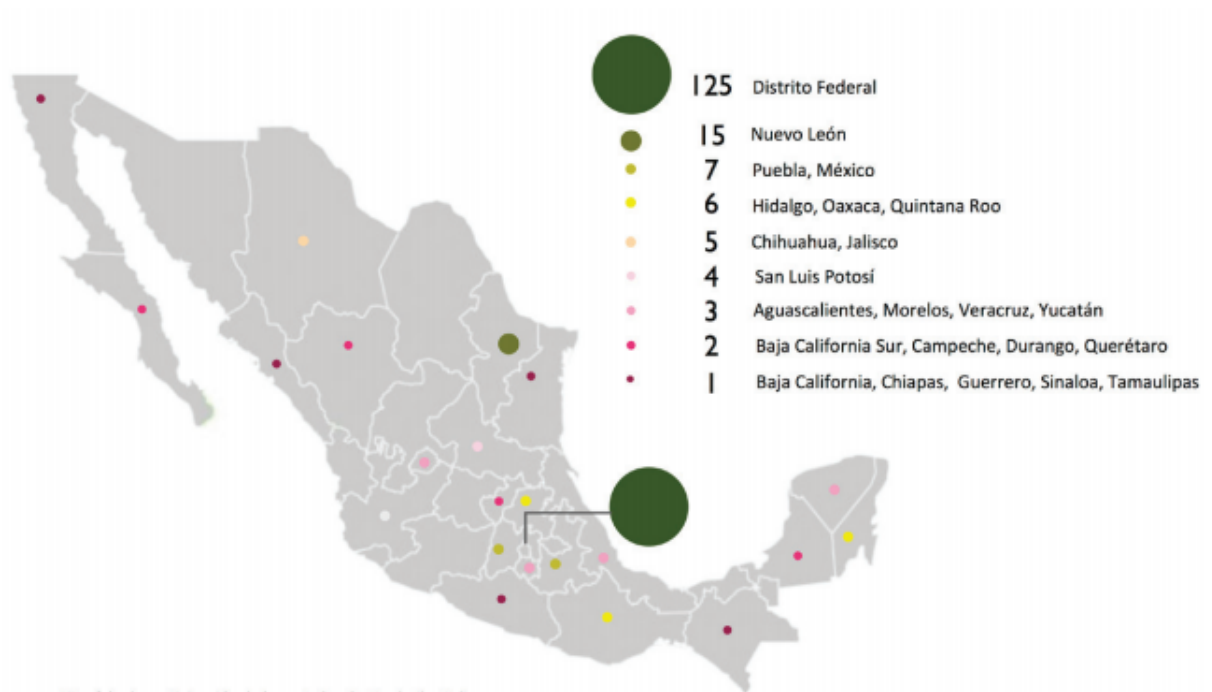 125 Distrito Federal
15 Nuevo León
7 Puebla, México
6 Hidalgo, Oaxaca, Quintana Roo
5 Chihuahua, Jalisco
4 San Luis Potosí
3 Aguascalientes, Morelos, Veracruz, Yucatán
2 Baja California Sur, Campeche, Durango, Querétaro
1 Baja California, Chiapas, Guerrero, Sinaloa, Tamaulipas